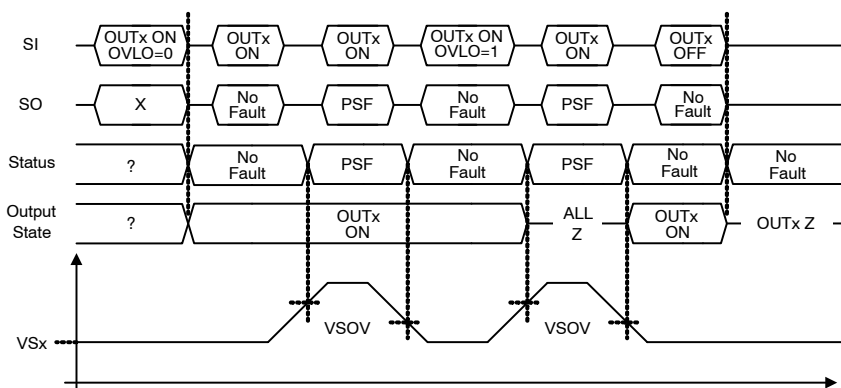 SI
OUTx ON
OVLO=0
OUTx
ON
OUTx
ON
OUTx ON
OVLO=1
OUTx
ON
OUTx
OFF
SO
X
No
Fault
PSF
No
Fault
PSF
No
Fault
Status
?
No
Fault
PSF
No
Fault
PSF
No
Fault
No
Fault
Output
State
?
OUTx
ON
ALL
Z
OUTx
ON
OUTx Z
VSx
VSOV
VSOV